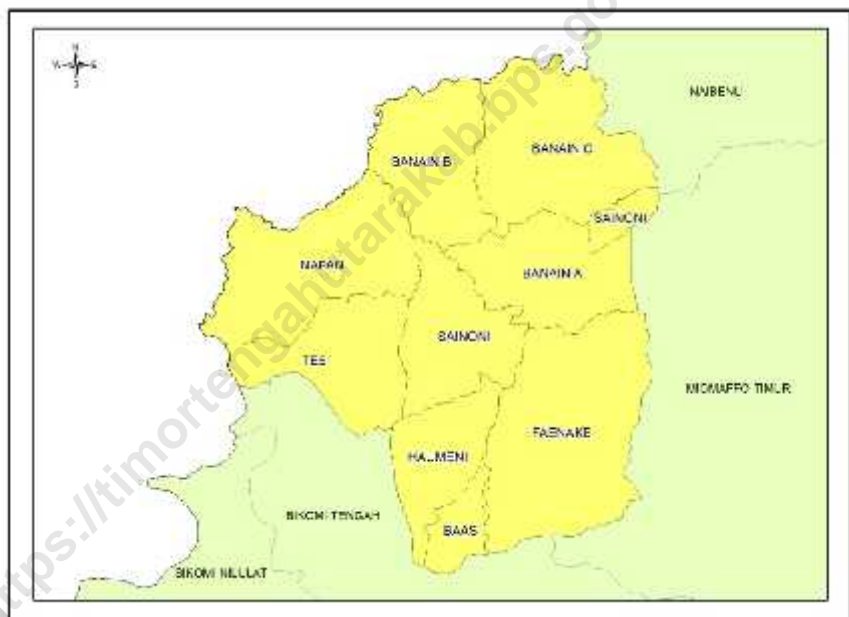 N
W E
S
NAIBENU
BANAIN B
BANAIN C
SAINONI
NAPAN
BANAIN A
SAINONI
TES
MIOMAFFO TIMUR
FAENAKE
HAUMENI
BIKOMI TENGAH
BAAS
BIKOMI NILULAT
https://timortengahutarakab.bps.go